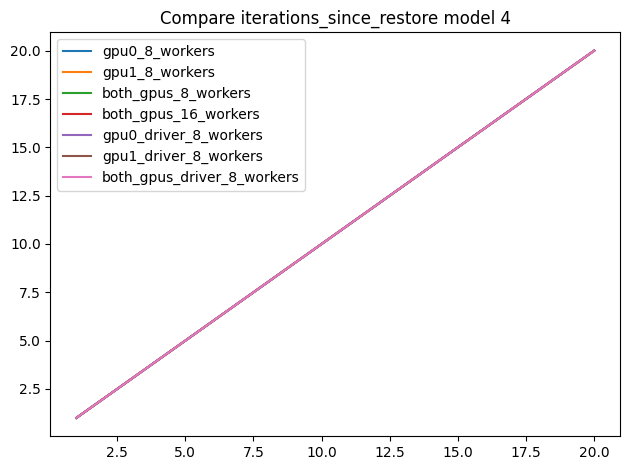 Compare iterations_since_restore model 4
20.0
17.5
15.0
12.5
10.0
7.5
5.0
2.5
gpu0_8_workers
gpu1_8_workers
both_gpus_8_workers
both_gpus_16_workers
gpu0_driver_8_workers
gpu1_driver_8_workers
both_gpus_driver_8_workers
2.5 5.0 7.5 10.0 12.5 15.0 17.5 20.0